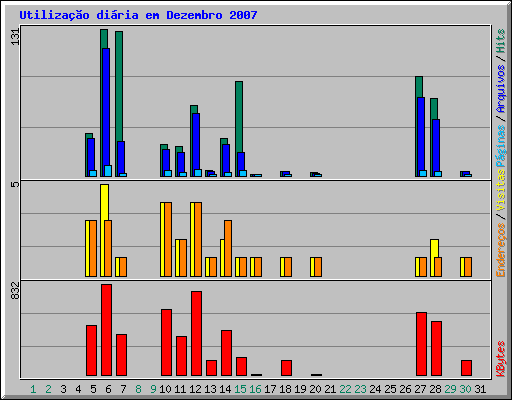 Utilização diária em Dezembro 2007
131
5
832
Endereços / Visitas Páginas / Arquivos / Hits
KBytes
1 2 3 4 5 6 7 8 9 10 11 12 13 14 15 16 17 18 19 20 21 22 23 24 25 26 27 28 29 30 31